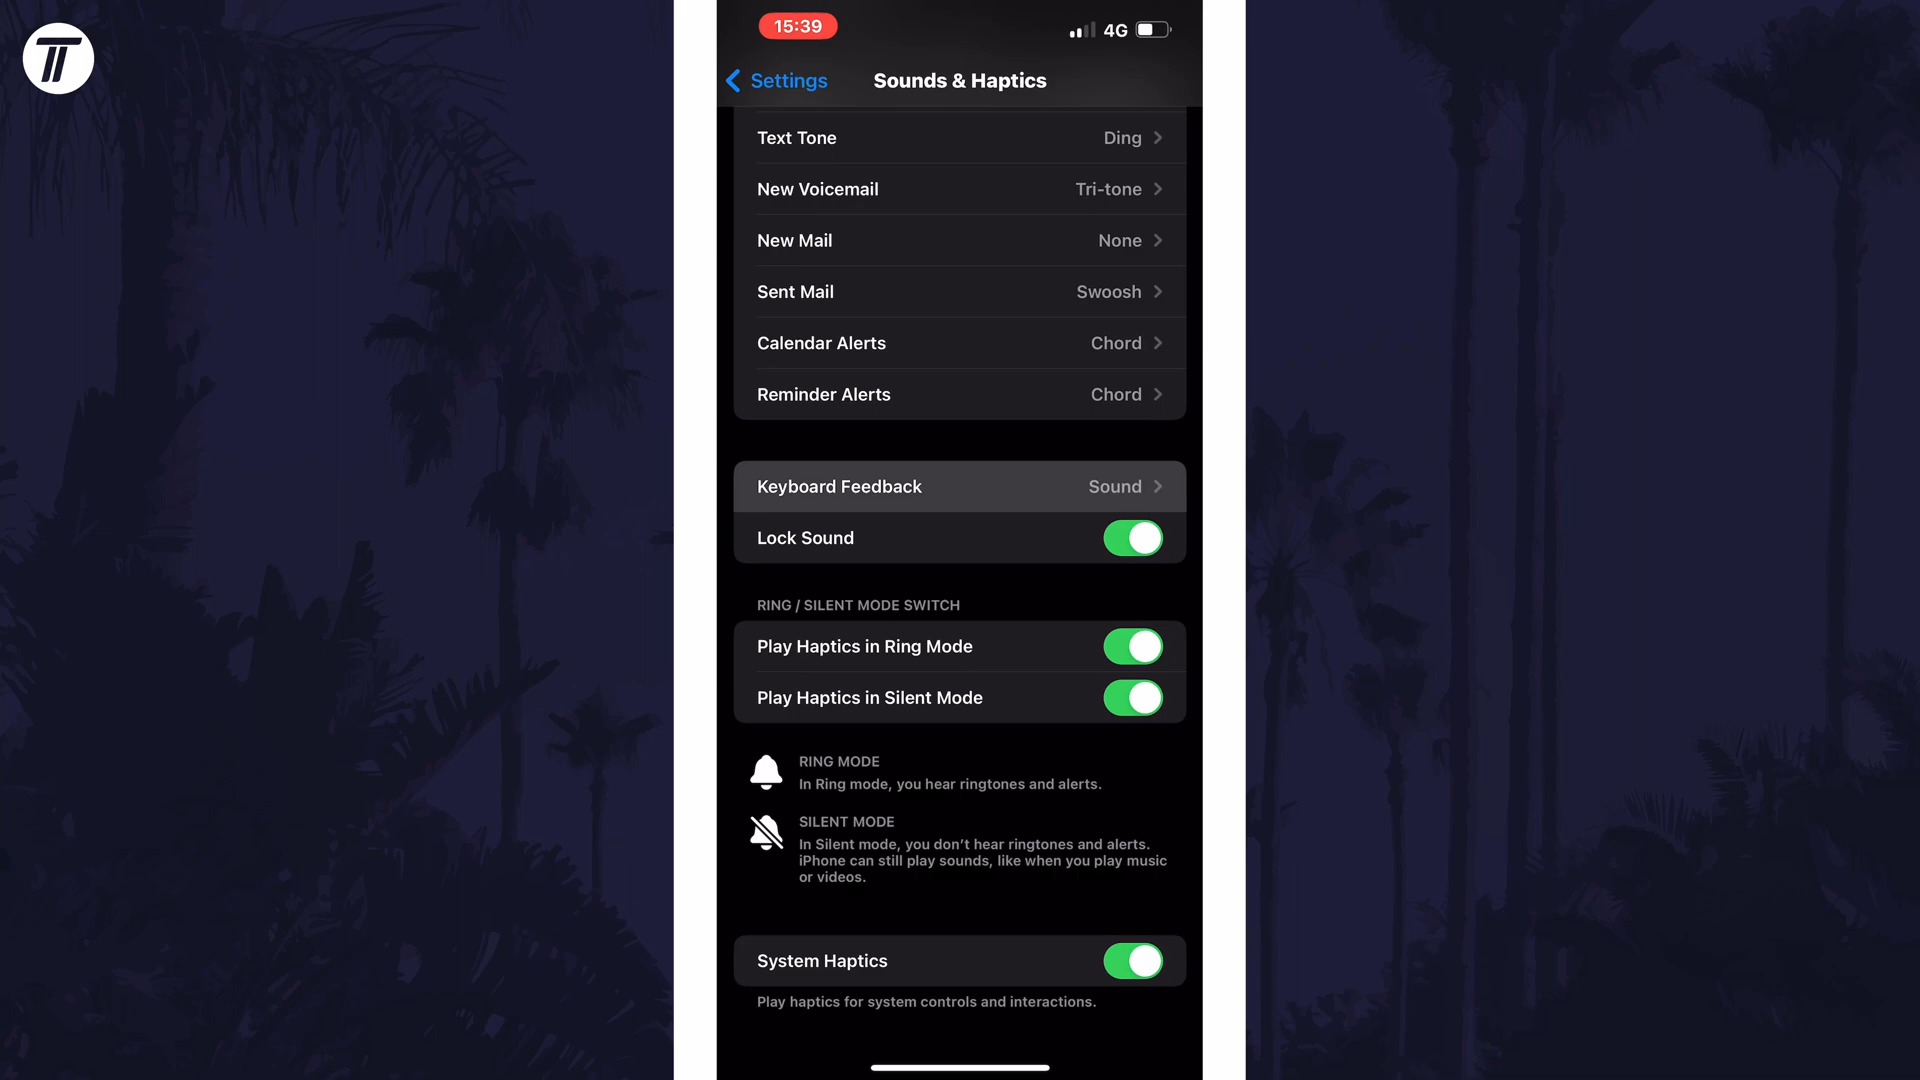 15:39
4G
Settings
Sounds & Haptics
Text Tone
Ding
New Voicemail
Tri-tone
New Mail
None
Sent Mail
Swoosh
Calendar Alerts
Chord
Reminder Alerts
Chord
Keyboard Feedback
Sound
Lock Sound
RING / SILENT MODE SWITCH
Play Haptics in Ring Mode
Play Haptics in Silent Mode
RING MODE
In Ring mode, you hear ringtones and alerts.
SILENT MODE
In Silent mode, you don't hear ringtones and alerts.
iPhone can still play sounds, like when you play music
or videos.
System Haptics
Play haptics for system controls and interactions.